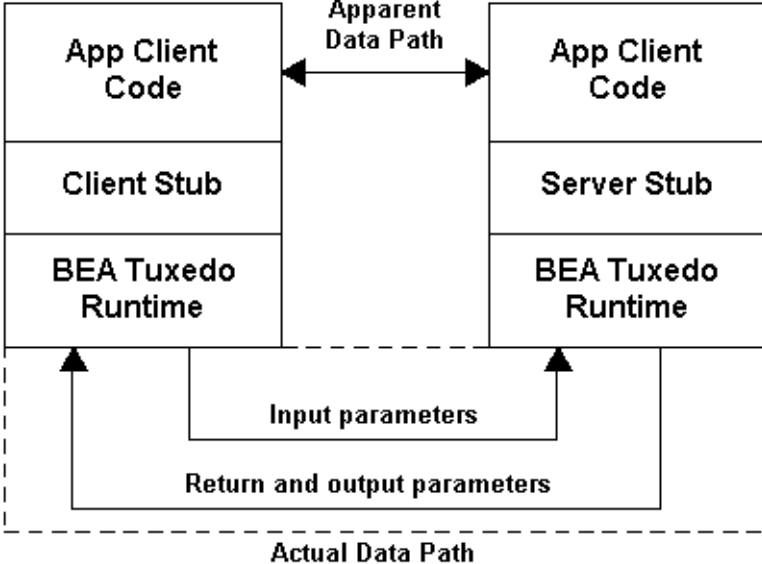 Apparent
Data Path
App Client
Code
App Client
Code
Client Stub
Server Stub
BEA Tuxedo
Runtime
BEA Tuxedo
Runtime
Input parameters
Return and output parameters
Actual Data Path